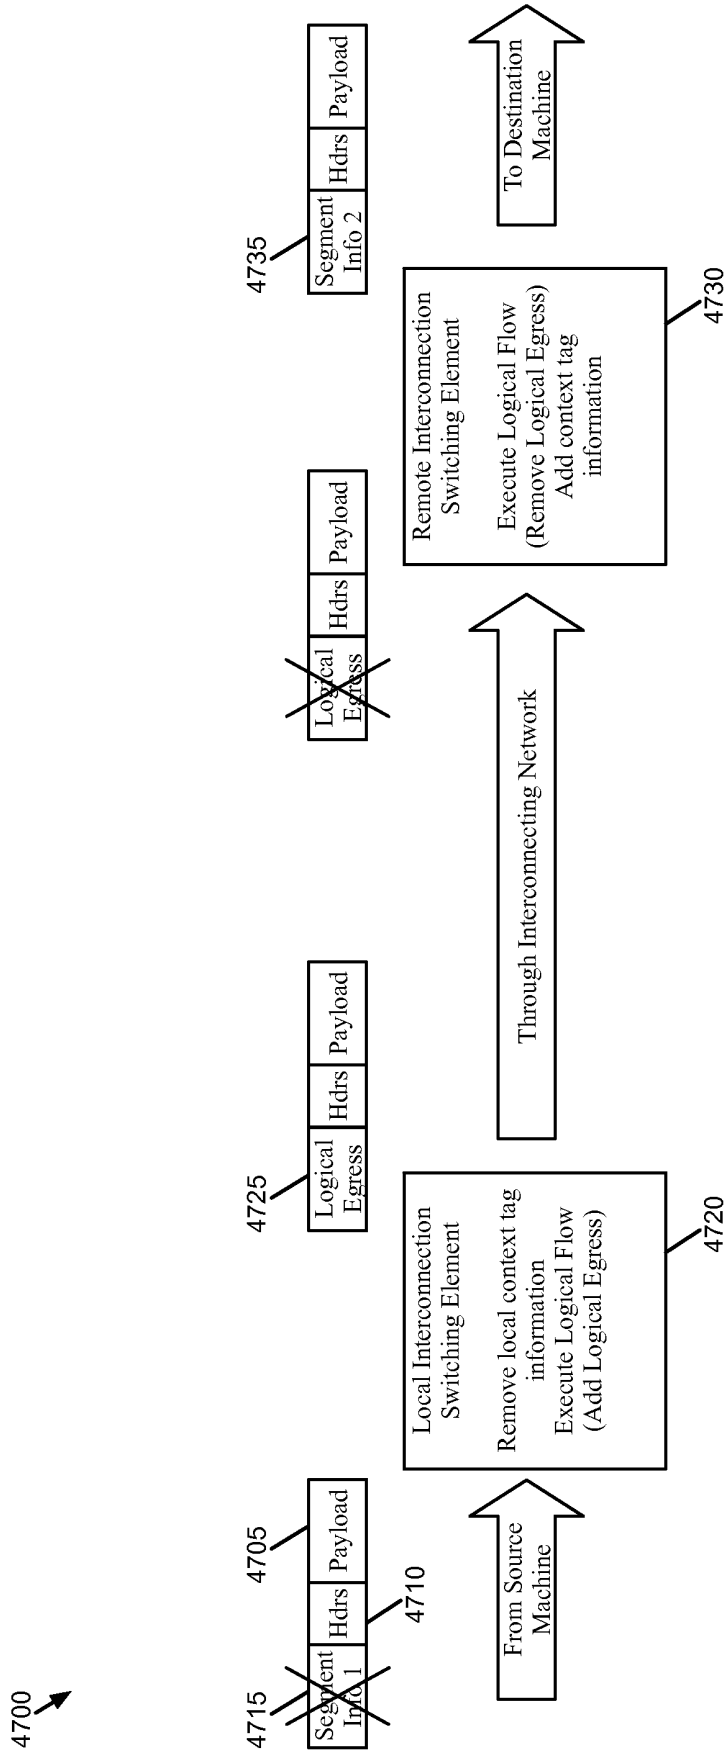 4700
4715
4705
Segment
Info 1
Hdrs
Payload
4710
From Source
Machine
Local Interconnection
Switching Element
Remove local context tag
information
Execute Logical Flow
(Add Logical Egress)
4720
4725
Logical
Egress
Hdrs
Payload
Through Interconnecting Network
Logical
Egress
Hdrs
Payload
Remote Interconnection
Switching Element
Execute Logical Flow
(Remove Logical Egress)
Add context tag
information
4730
4735
Segment
Info 2
Hdrs
Payload
To Destination
Machine